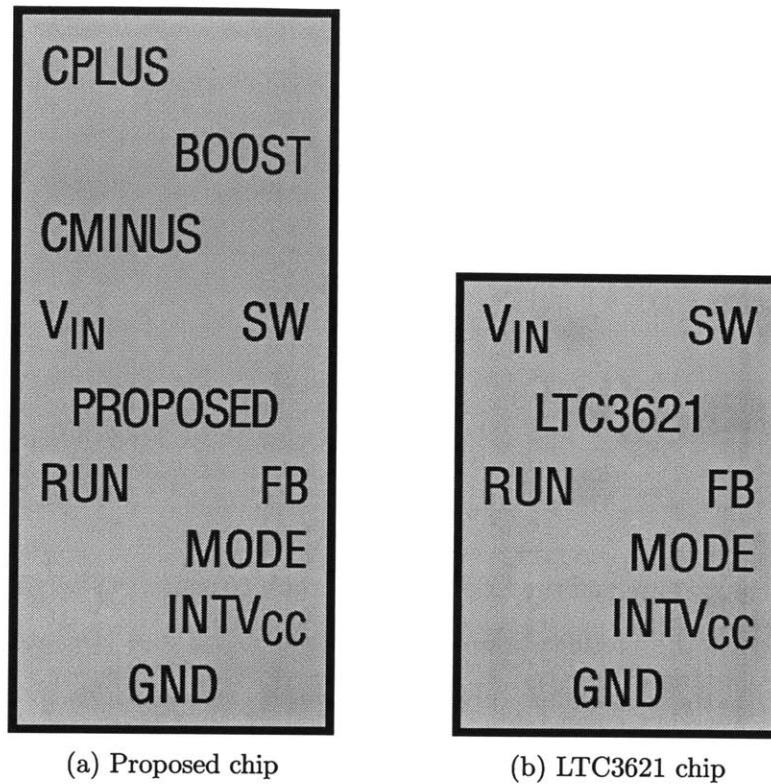 CPLUS
BOOST
CMINUS
VIN SW
PROPOSED
RUN FB
MODE
INTVCC
GND
(a) Proposed chip
VIN SW
LTC3621
RUN FB
MODE
INTVCC
GND
(b) LTC3621 chip